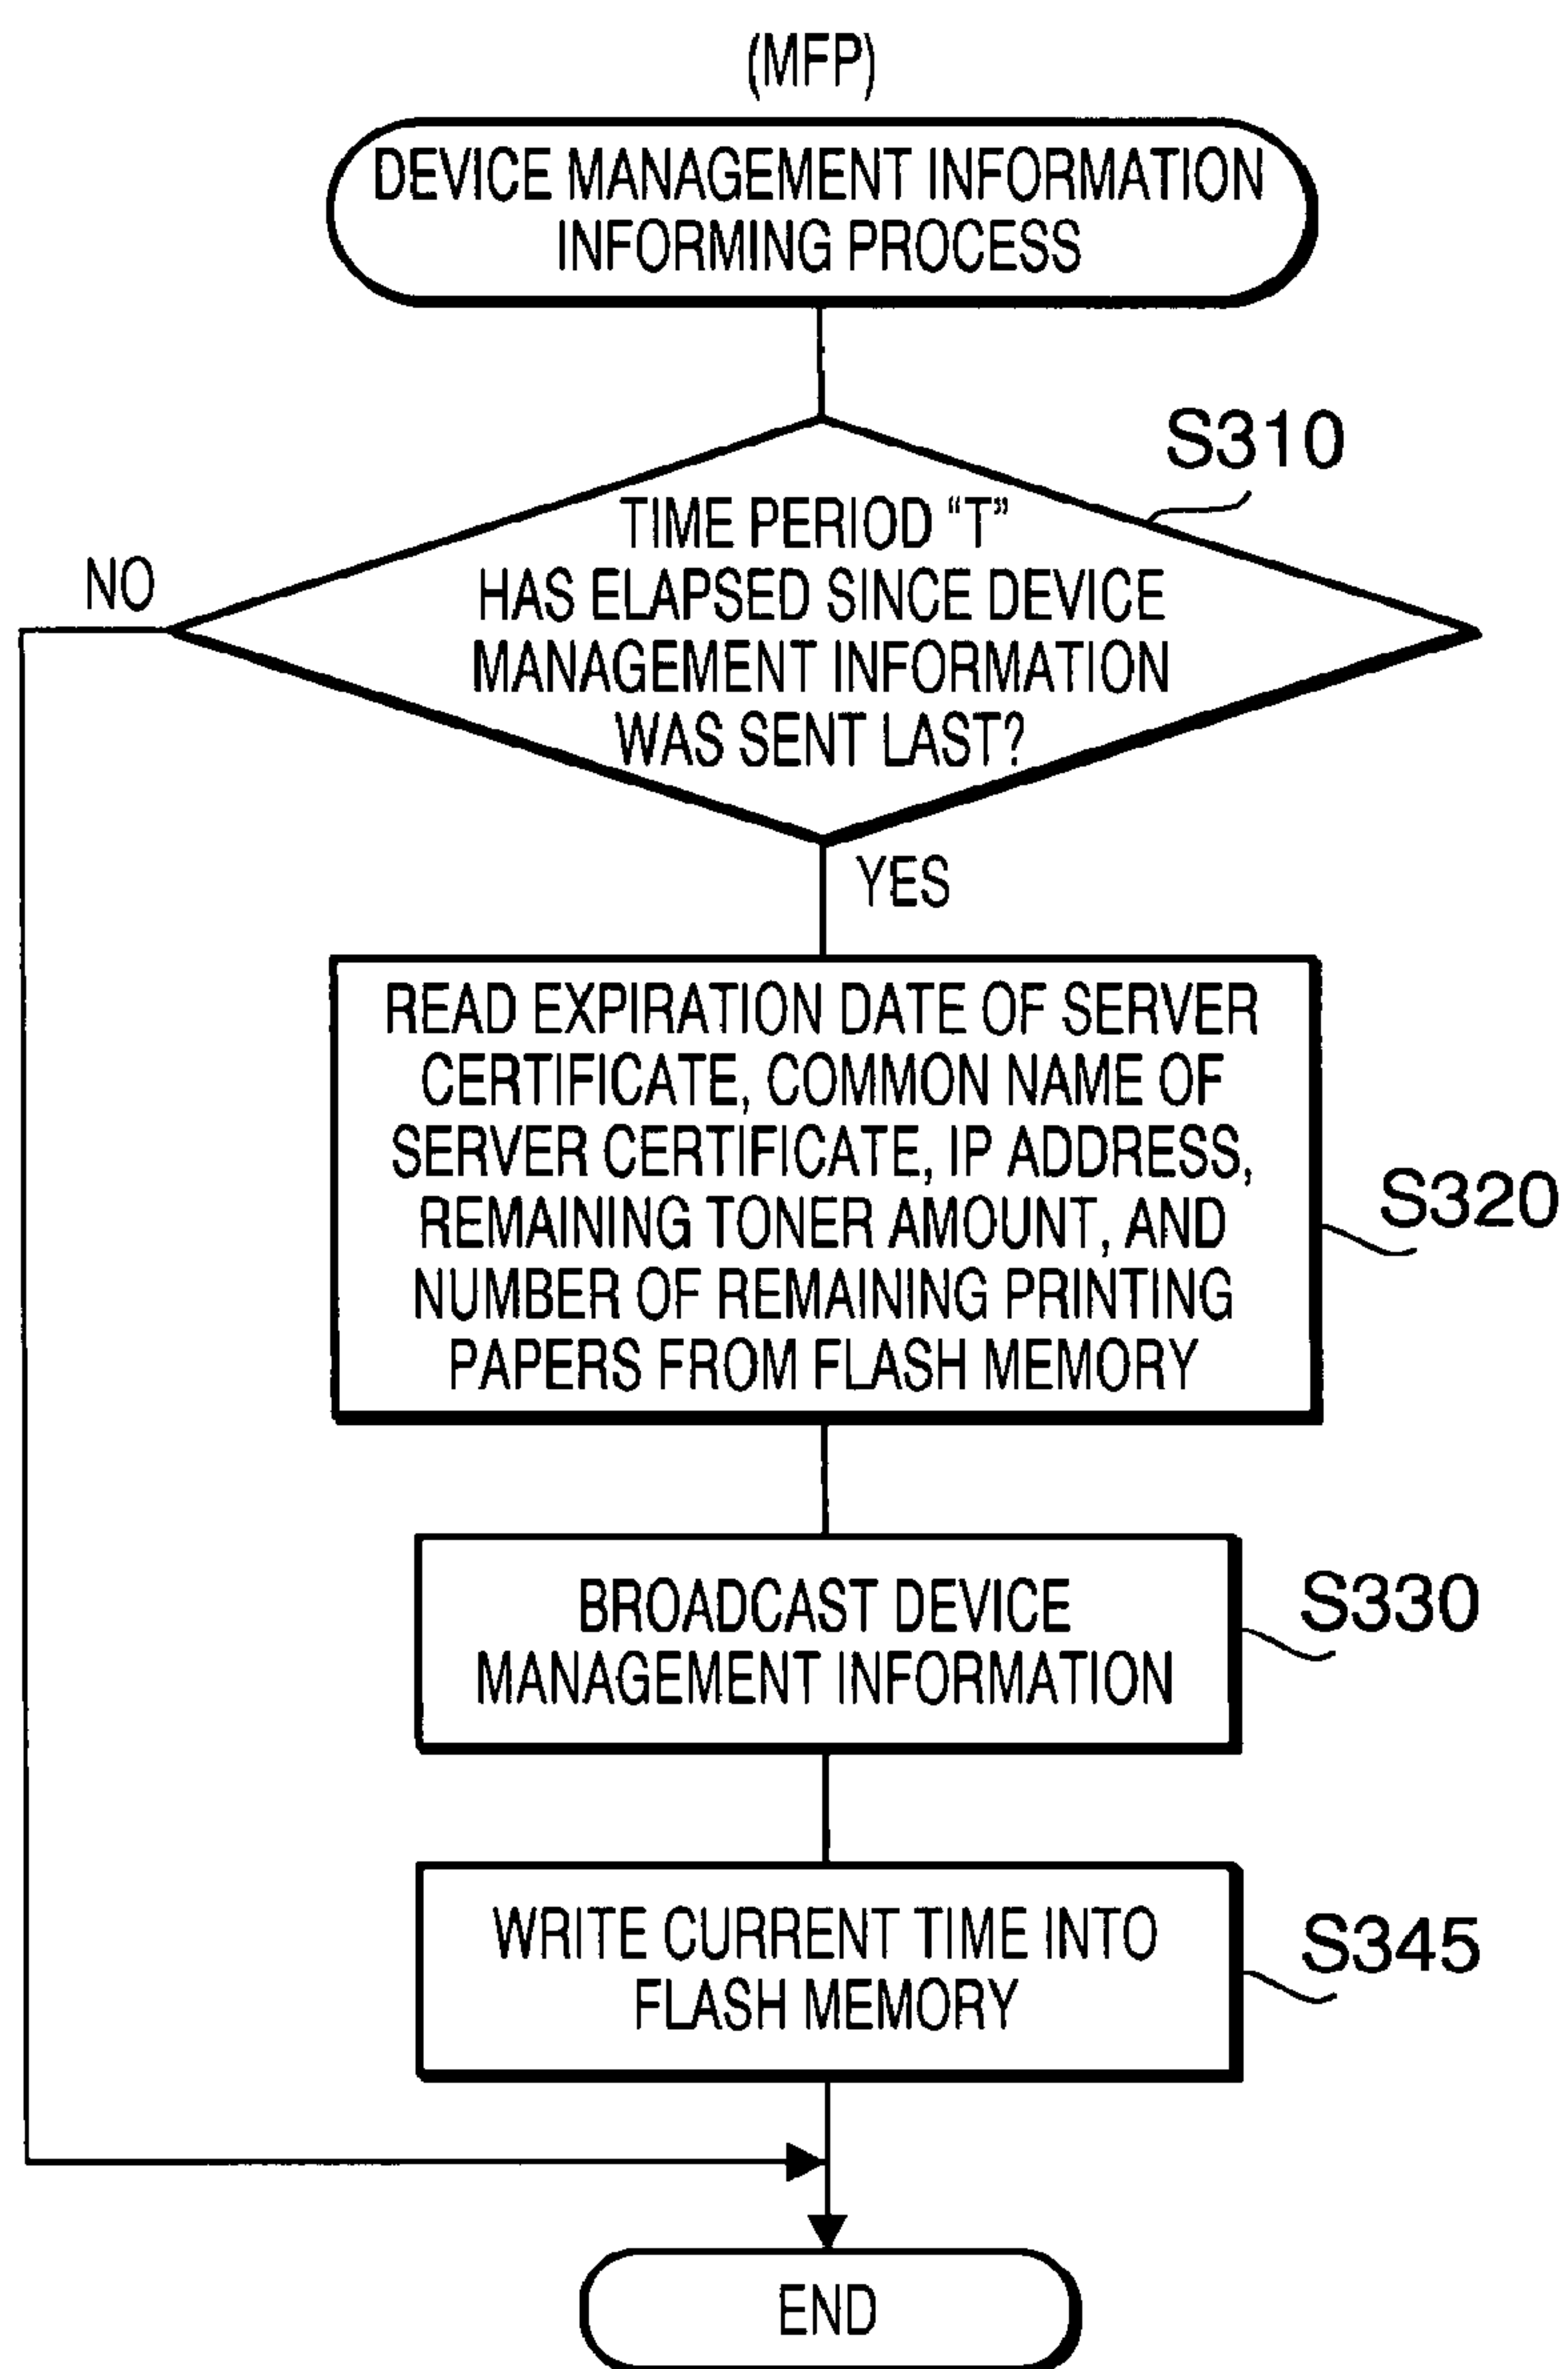 (MFP)
DEVICE MANAGEMENT INFORMATION
INFORMING PROCESS
S310
TIME PERIOD “T”
HAS ELAPSED SINCE DEVICE
MANAGEMENT INFORMATION
WAS SENT LAST?
NO
YES
READ EXPIRATION DATE OF SERVER
CERTIFICATE, COMMON NAME OF
SERVER CERTIFICATE, IP ADDRESS,
REMAINING TONER AMOUNT, AND
NUMBER OF REMAINING PRINTING
PAPERS FROM FLASH MEMORY
S320
BROADCAST DEVICE
MANAGEMENT INFORMATION
S330
WRITE CURRENT TIME INTO
FLASH MEMORY
S345
END